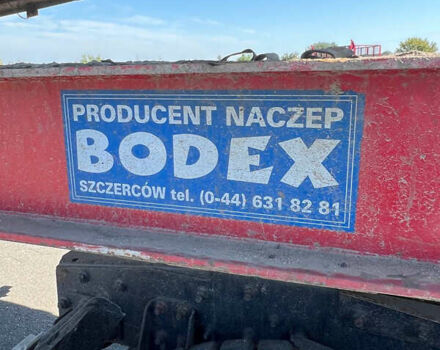 PRODUCENT NACZEP
BODEX
SZCZERCÓW tel. (0-44) 631 82 81